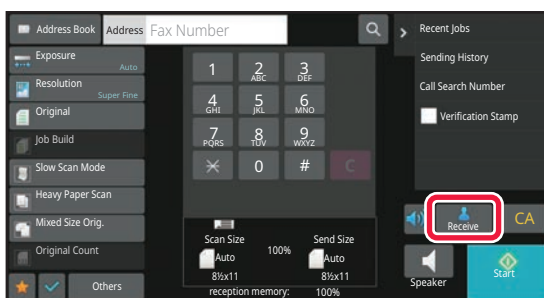 Address Book Address Fax Number
Recent Jobs
Exposure
Auto
Sending History
Resolution
Super Fine
Call Search Number
Original
Verification Stamp
Job Build
Slow Scan Mode
Heavy Paper Scan
Mixed Size Orig.
Original Count
Others
1 2 3
ABC DEF
4 5 6
GHI JKL MNO
7 8 9
PQRS TUV WXYZ
0 # C
Scan Size Send Size
100%
Auto Auto
8½x11 8½x11
reception memory: 100%
Receive CA
Speaker Start